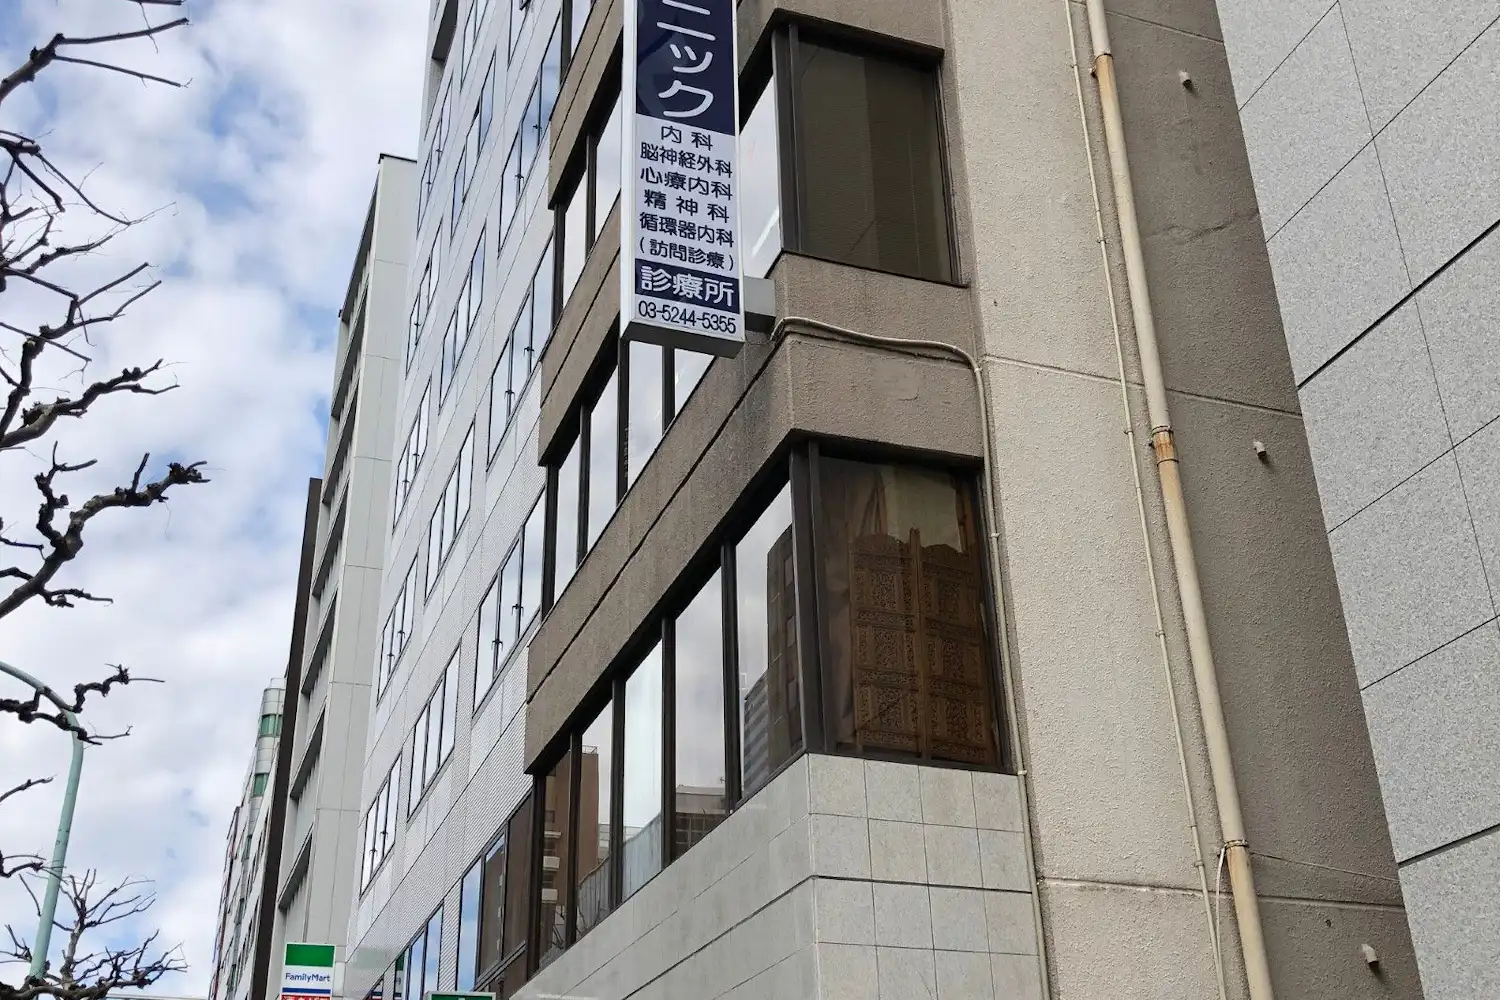 ニック
内科
脳神経外科
心療内科
精神科
循環器内科
(訪問診療)
診療所
03-5244-5355
FamilyMart